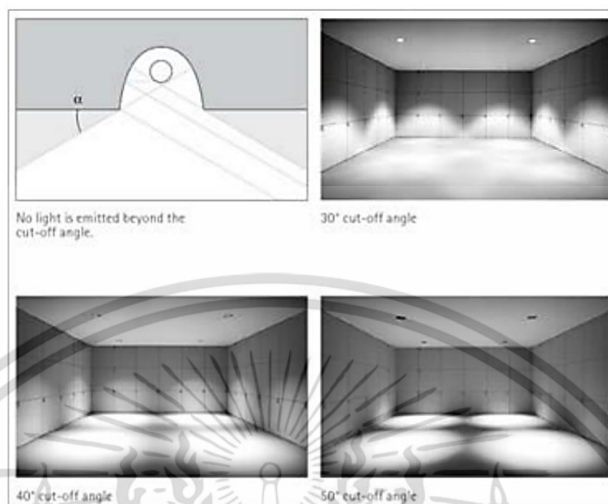 α
No light is emitted beyond the
cut-off angle.
30° cut-off angle
40° cut-off angle
50° cut-off angle